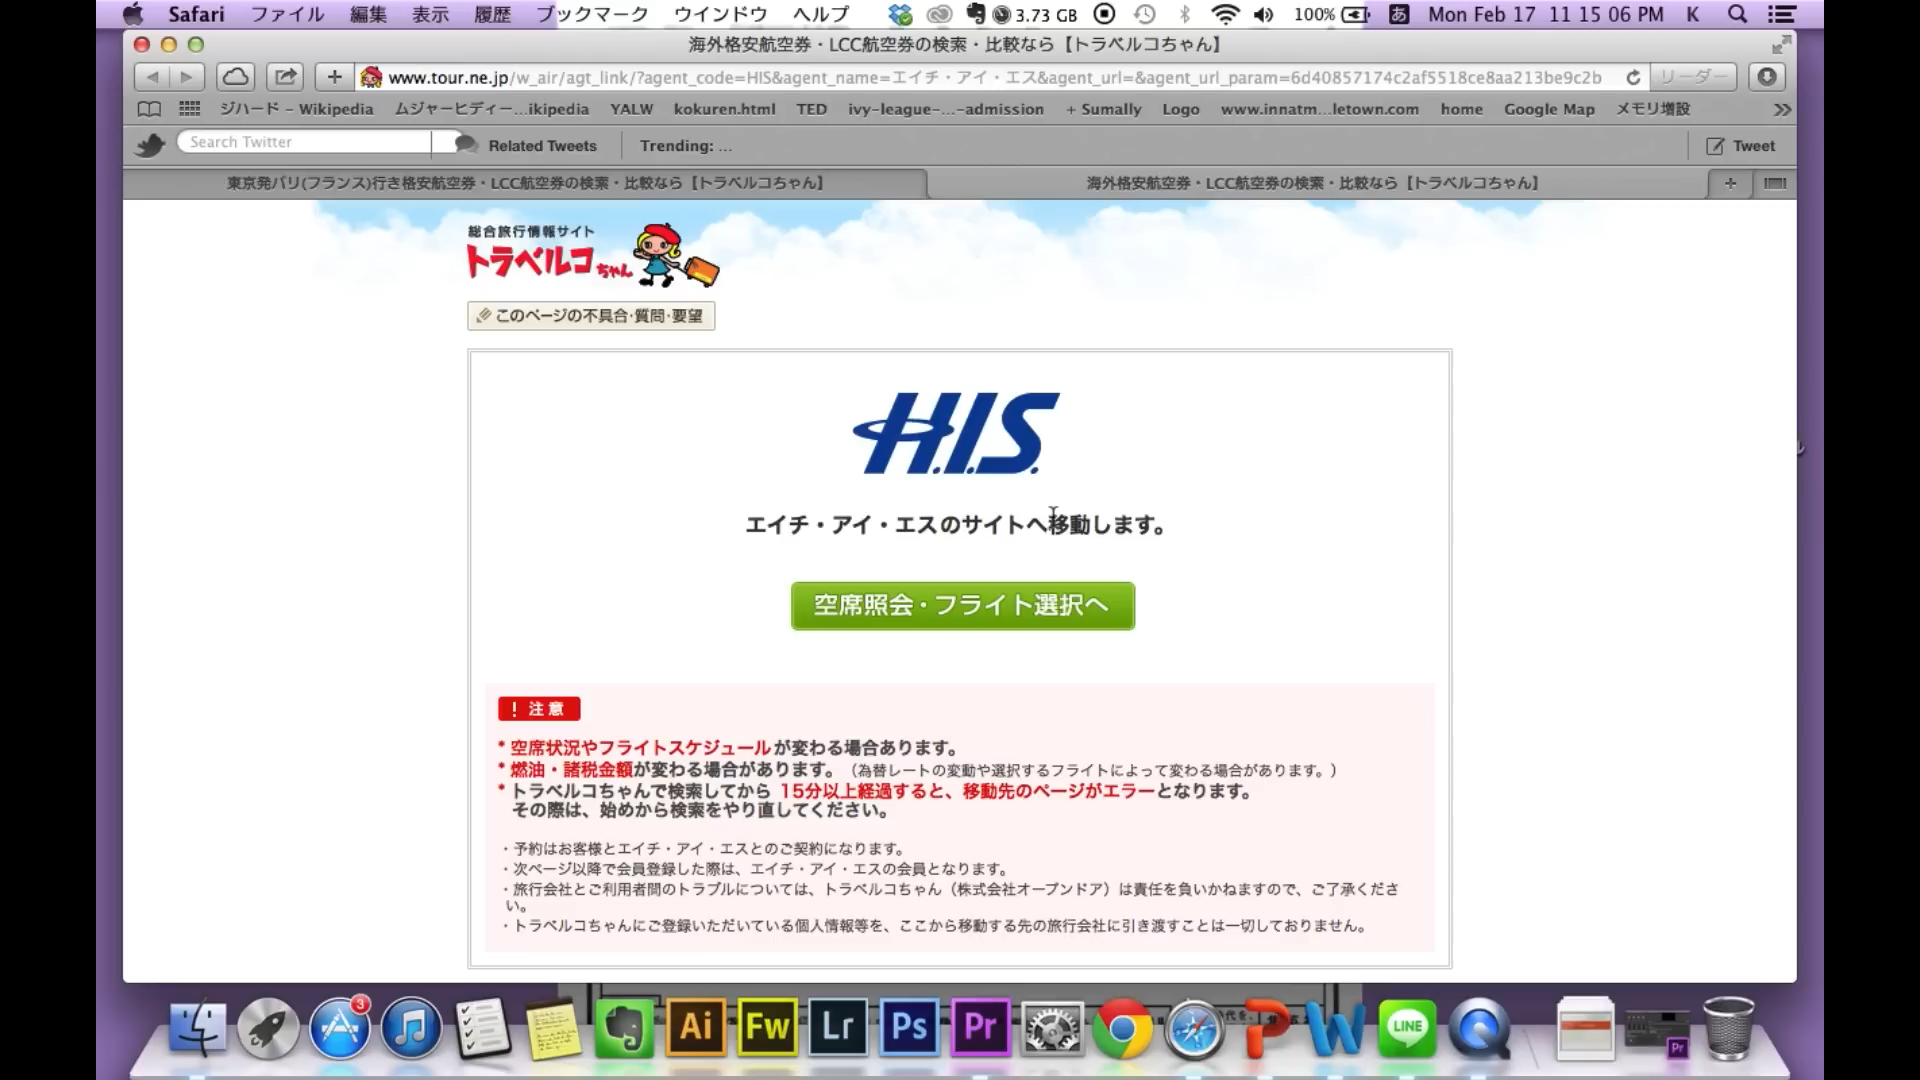 Safari ファイル 編集 表示 履歴 ブックマーク ウインドウ ヘルプ 3.73 GB 100% あ Mon Feb 17 11 15 06 PM K
海外格安航空券・LCC航空券の検索・比較なら【トラベルコちゃん】
www.tour.ne.jp/w_air/agt_link/?agent_code=HIS&agent_name=エイチ・アイ・エス&agent_url=&agent_url_param=6d40857174c2af5518ce8aa213be9c2b リーダー
ジハード – Wikipedia ムジャーヒディー…ikipedia YALW kokuren.html TED ivy-league-…-admission + Sumally Logo www.innatm…letown.com home Google Map メモリ増設
Search Twitter Related Tweets Trending: ... Tweet
東京発パリ(フランス)行き格安航空券・LCC航空券の検索・比較なら【トラベルコちゃん】 海外格安航空券・LCC航空券の検索・比較なら【トラベルコちゃん】
総合旅行情報サイト
トラベルコちゃん
このページの不具合・質問・要望
H.I.S.
エイチ・アイ・エスのサイトへ移動します。
空席照会・フライト選択へ
! 注意
* 空席状況やフライトスケジュールが変わる場合あります。
* 燃油・諸税金額が変わる場合があります。（為替レートの変動や選択するフライトによって変わる場合があります。）
* トラベルコちゃんで検索してから 15分以上経過すると、移動先のページがエラーとなります。
その際は、始めから検索をやり直してください。
・予約はお客様とエイチ・アイ・エスとのご契約になります。
・次ページ以降で会員登録した際は、エイチ・アイ・エスの会員となります。
・旅行会社とご利用者間のトラブルについては、トラベルコちゃん（株式会社オープンドア）は責任を負いかねますので、ご了承くださ
い。
・トラベルコちゃんにご登録いただいている個人情報等を、ここから移動する先の旅行会社に引き渡すことは一切しておりません。
3 Ai Fw Lr Ps Pr P W LINE Pr